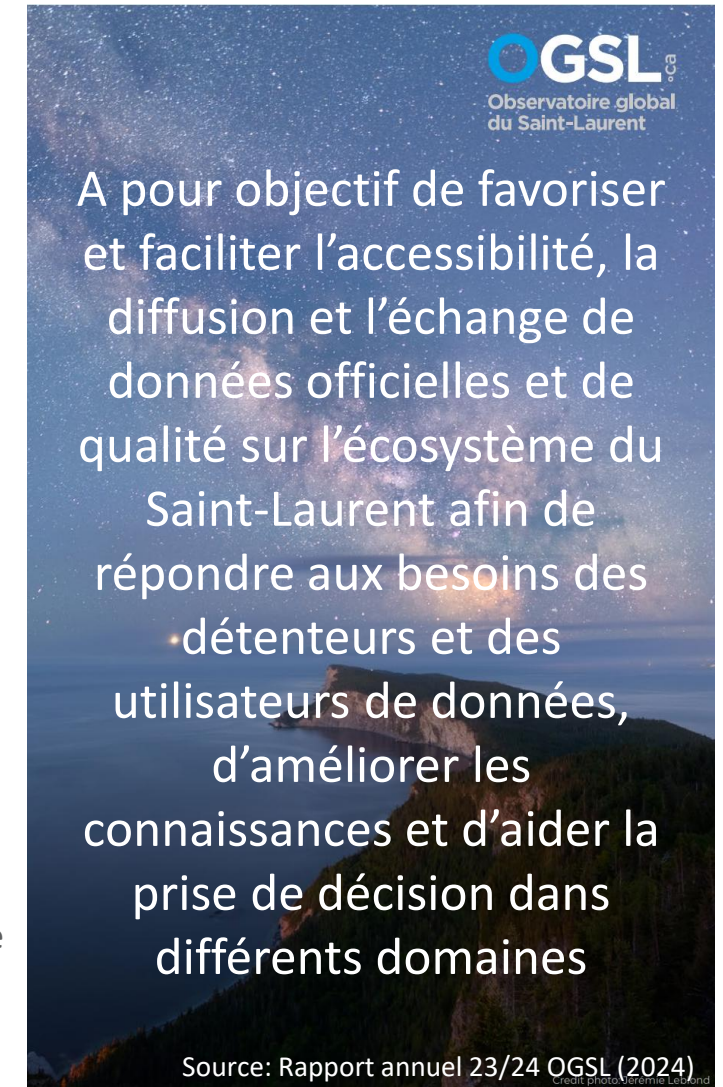 OGSL.ca
Observatoire global
du Saint-Laurent
A pour objectif de favoriser
et faciliter l’accessibilité, la
diffusion et l’échange de
données officielles et de
qualité sur l’écosystème du
Saint-Laurent afin de
répondre aux besoins des
détenteurs et des
utilisateurs de données,
d’améliorer les
connaissances et d’aider la
prise de décision dans
différents domaines
e
Source: Rapport annuel 23/24 OGSL (2024)
Crédit photo: Jérémie Leblond